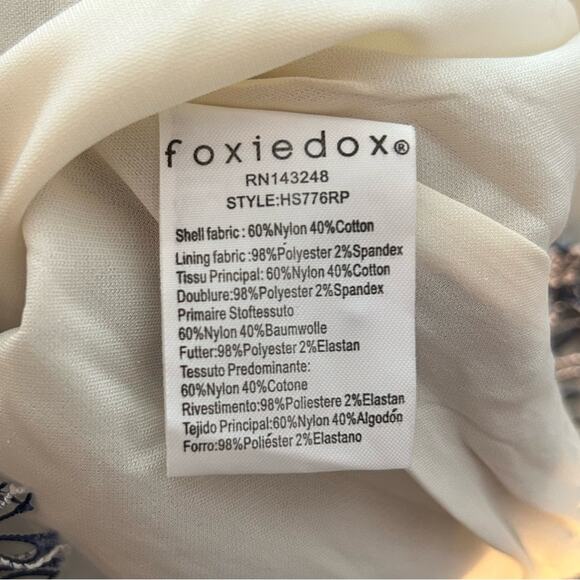 foxiedox®
RN143248
STYLE:HS776RP
Shell fabric: 60%Nylon 40%Cotton
Lining fabric:98%Polyester 2%Spandex
Tissu Principal:60%Nylon 40%Cotton
Doublure:98%Polyester 2%Spandex
Primaire Stoftessuto
60%Nylon 40%Baumwolle
Futter:98%Polyester 2%Elastan
Tessuto Predominante:
60%Nylon 40%Cotone
Rivestimento:98%Poliestere 2%Elastan
Tejido Principal:60%Nylon 40%Algodón
Forro:98%Poliéster 2%Elastano